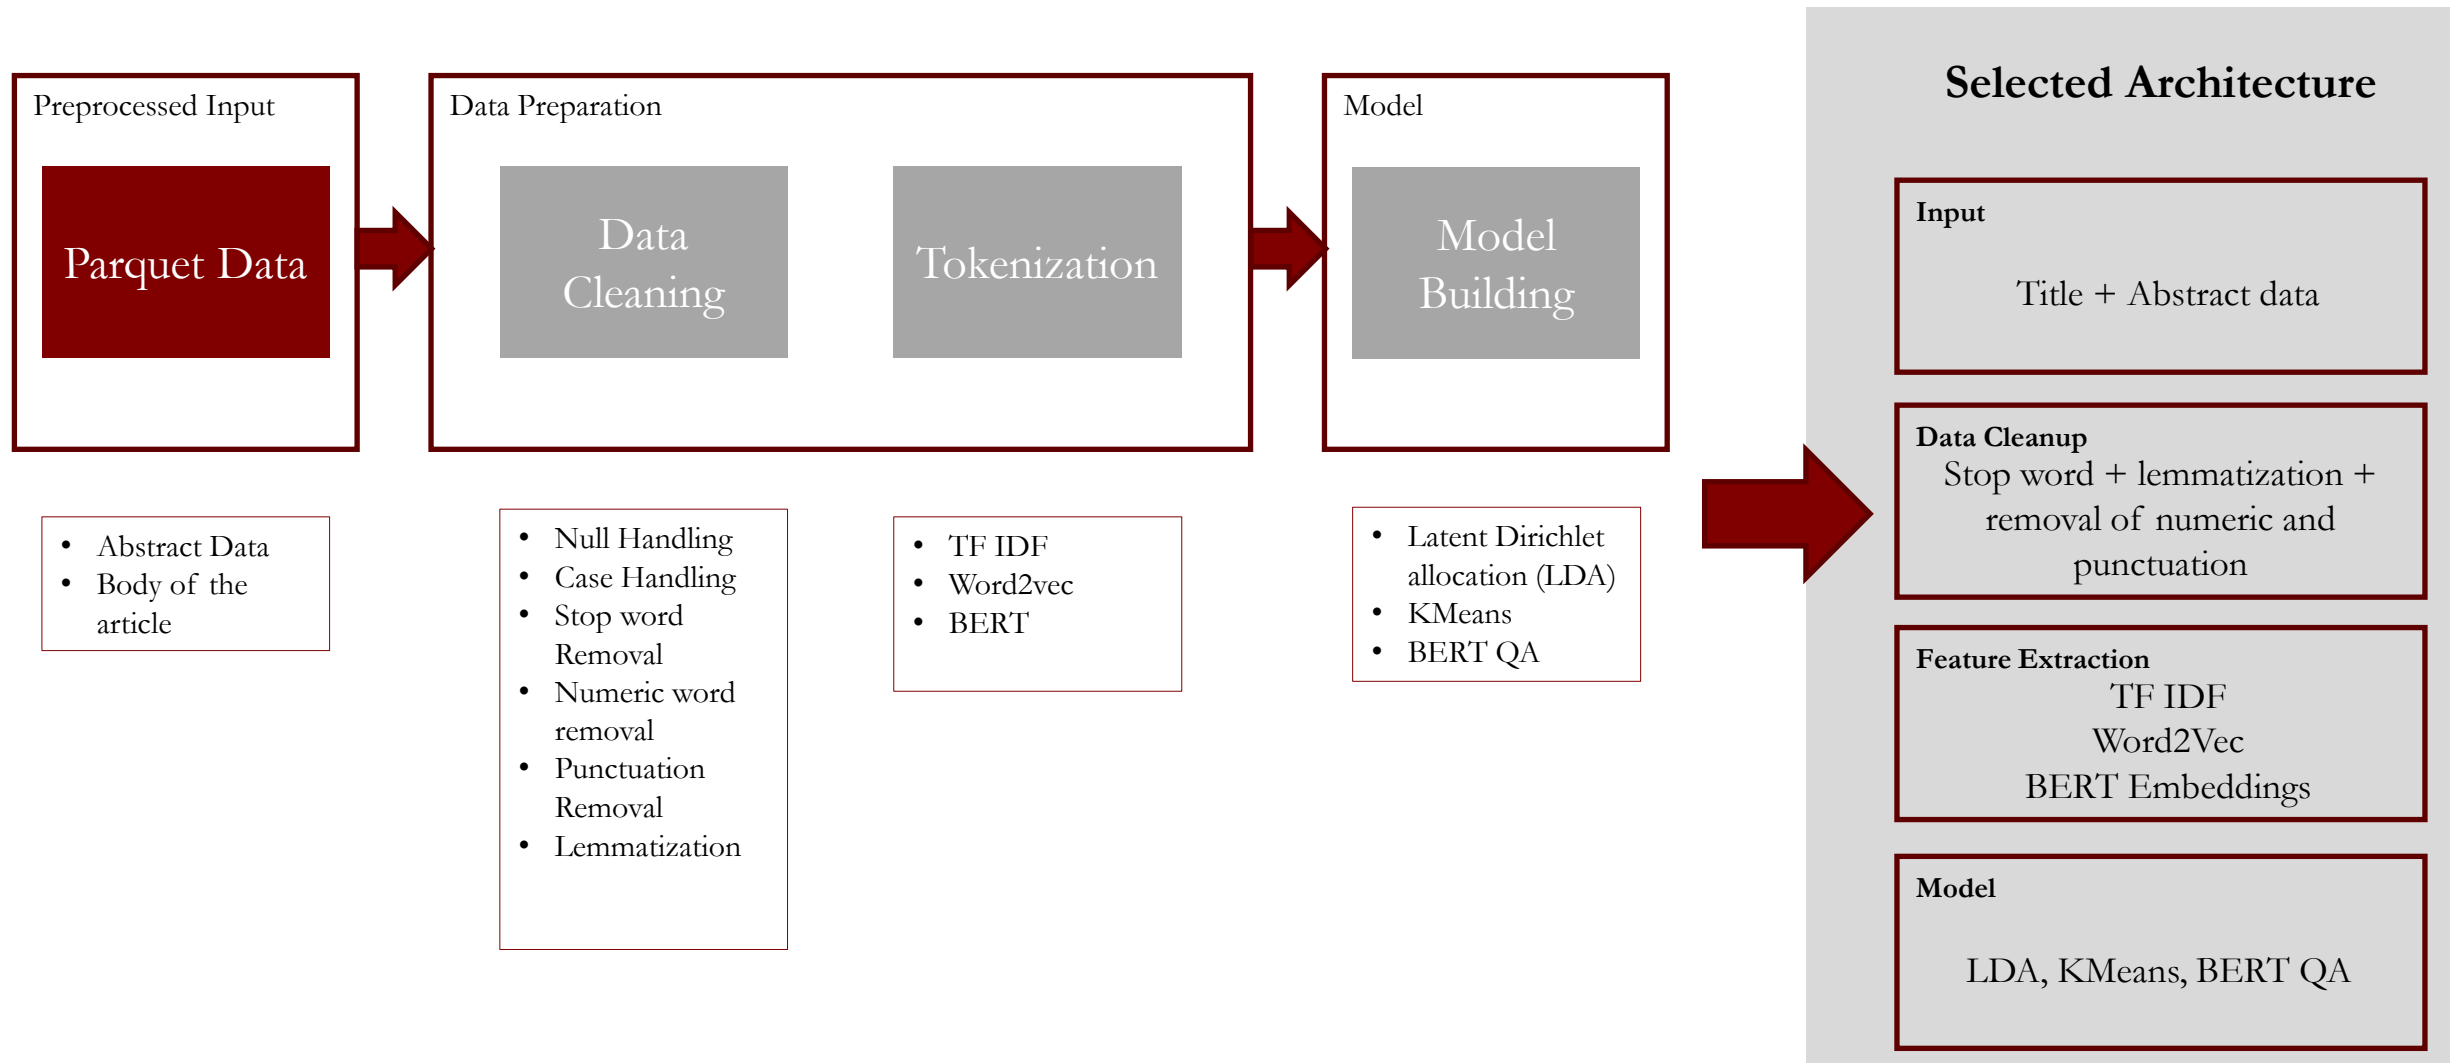 Preprocessed Input
Parquet Data
• Abstract Data
• Body of the
article
Data Preparation
Data
Cleaning
• Null Handling
• Case Handling
• Stop word
Removal
• Numeric word
removal
• Punctuation
Removal
• Lemmatization
Tokenization
• TF IDF
• Word2vec
• BERT
Model
Model
Building
• Latent Dirichlet
allocation (LDA)
• KMeans
• BERT QA
Selected Architecture
Input
Title + Abstract data
Data Cleanup
Stop word + lemmatization +
removal of numeric and
punctuation
Feature Extraction
TF IDF
Word2Vec
BERT Embeddings
Model
LDA, KMeans, BERT QA